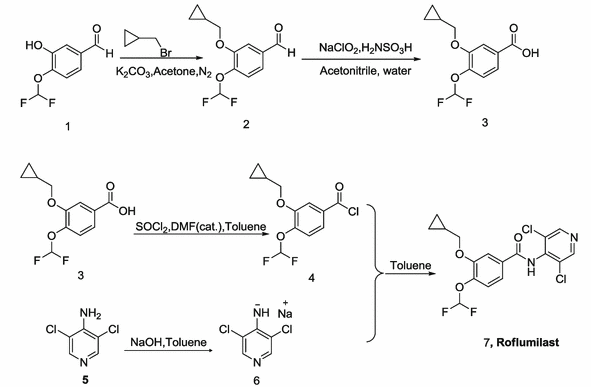 HO
O
H
O
F
F
1
Br
K2CO3,Acetone,N2
O
O
H
O
F
F
2
NaClO2,H2NSO3H
Acetonitrile, water
O
O
OH
O
F
F
3
O
O
OH
O
F
F
3
SOCl2,DMF(cat.),Toluene
O
O
Cl
O
F
F
4
NH2
Cl
Cl
N
5
NaOH,Toluene
NH
−
+
Na
Cl
Cl
N
6
Toluene
O
O
O
F
F
N
H
Cl
Cl
N
7, Roflumilast